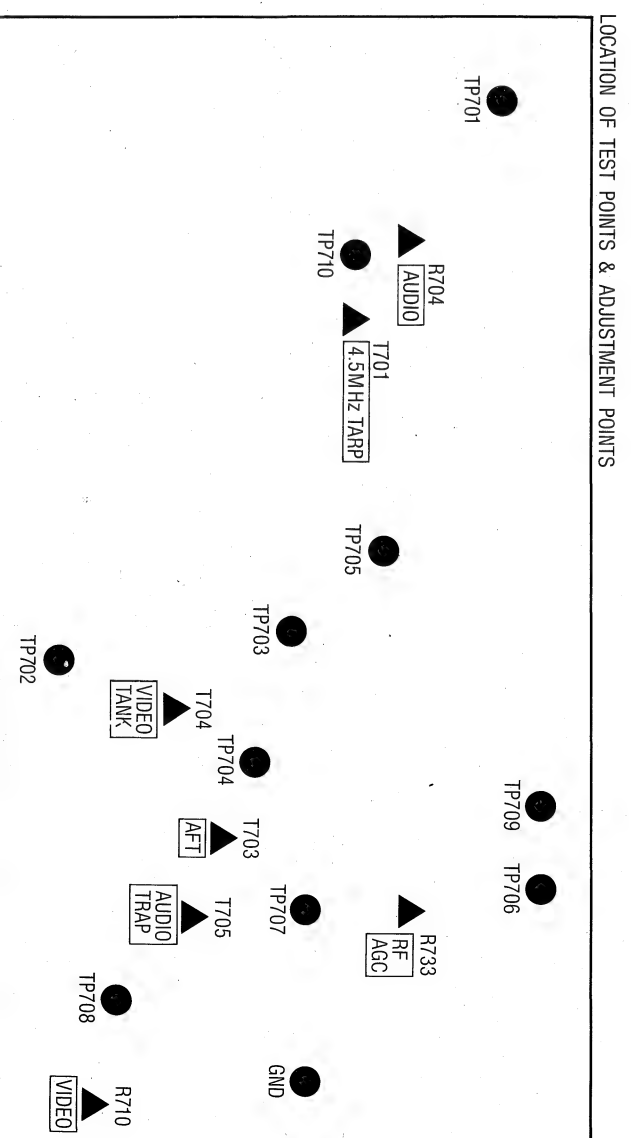 LOCATION OF TEST POINTS & ADJUSTMENT POINTS
TP709
TP706
TP701
R704
AUDIO
R733
RF
AGC
T701
4.5MHz TARP
TP710
TP705
TP703
TP707
GND
TP704
T703
AFT
T704
VIDEO
TANK
T705
AUDIO
TRAP
R710
VIDEO
TP708
TP702